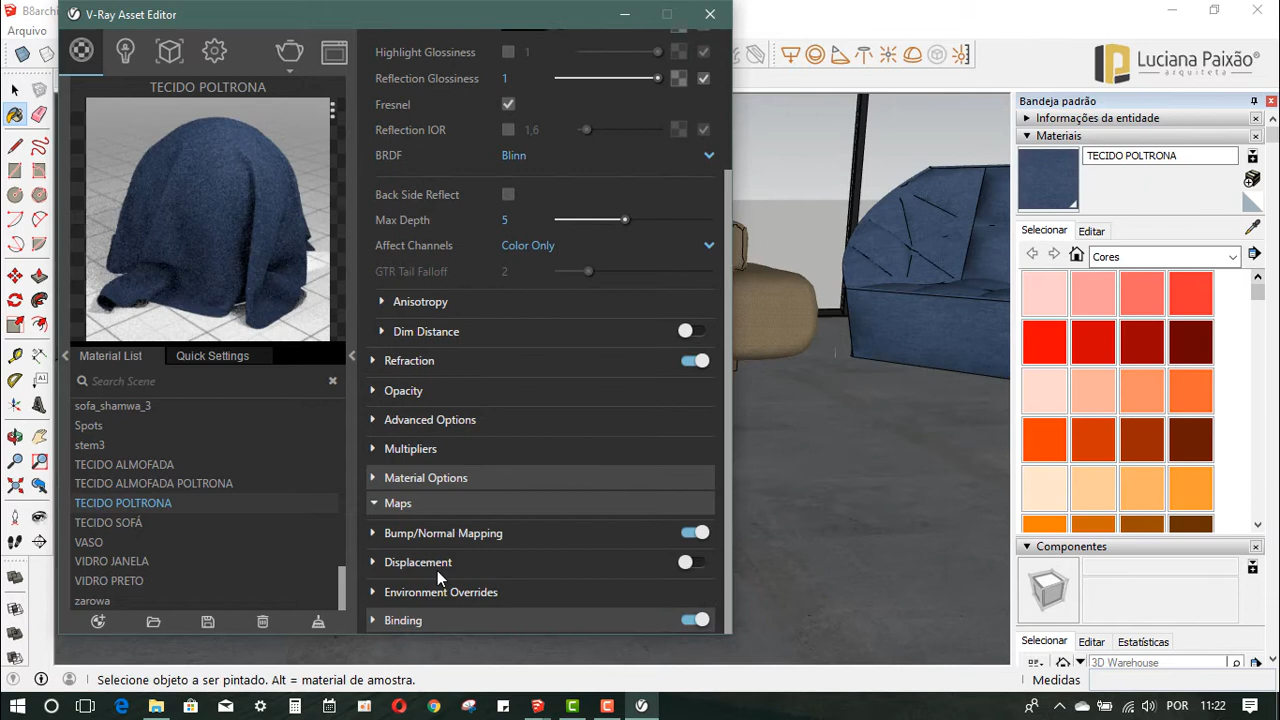 B8archi
V-Ray Asset Editor
Arquivo
Luciana Paixão
arquiteta
TECIDO POLTRONA
Highlight Glossiness 1
Reflection Glossiness 1
Fresnel
Reflection IOR 1,6
BRDF Blinn
Back Side Reflect
Max Depth 5
Affect Channels Color Only
GTR Tail Falloff 2
Anisotropy
Dim Distance
Refraction
Opacity
Advanced Options
Multipliers
Material Options
Maps
Bump/Normal Mapping
Displacement
Environment Overrides
Binding
Material List Quick Settings
Search Scene
sofa_shamwa_3
Spots
stem3
TECIDO ALMOFADA
TECIDO ALMOFADA POLTRONA
TECIDO POLTRONA
TECIDO SOFÁ
VASO
VIDRO JANELA
VIDRO PRETO
zarowa
Bandeja padrão
Informações da entidade
Materiais
TECIDO POLTRONA
Selecionar Editar
Cores
Componentes
Selecionar Editar Estatísticas
3D Warehouse
Selecione objeto a ser pintado. Alt = material de amostra.
Medidas
POR 11:22